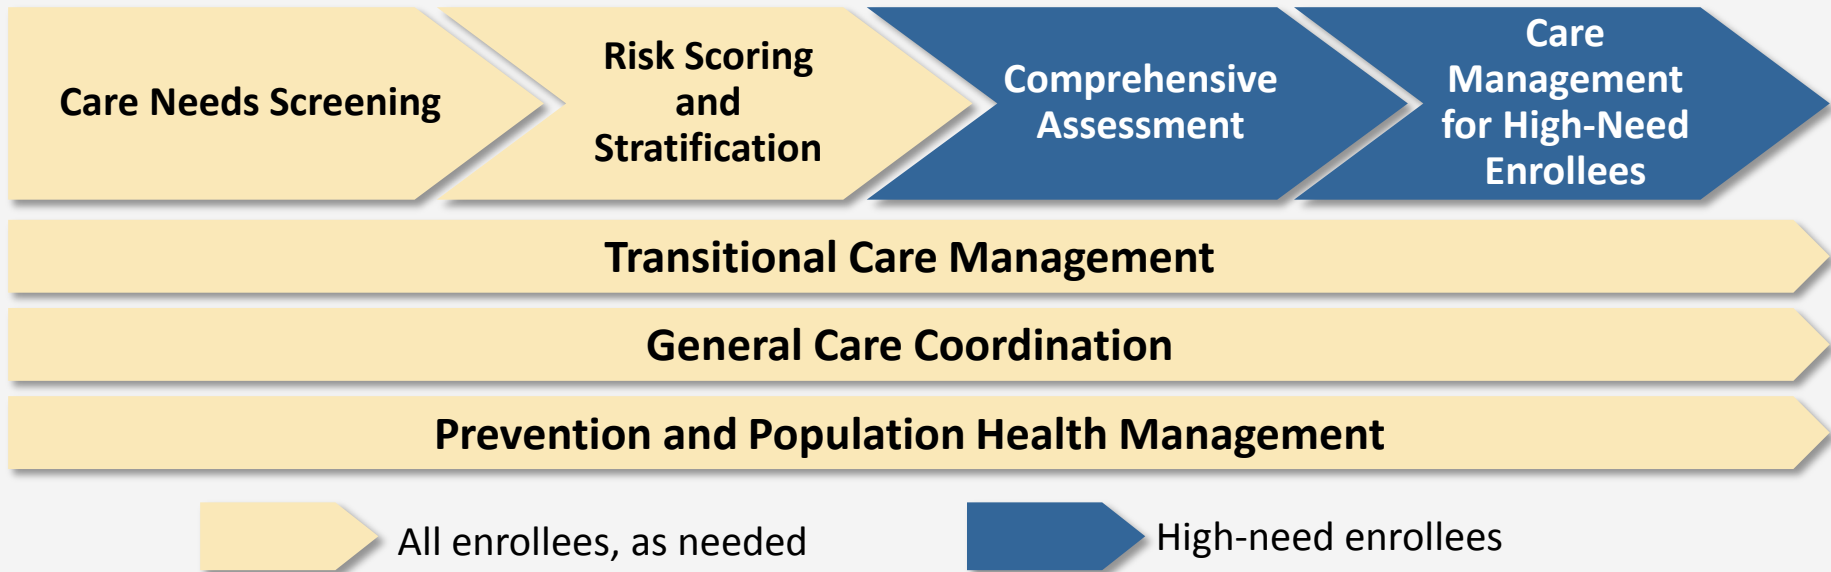 Care Needs Screening
Risk Scoring
and
Stratification
Comprehensive
Assessment
Care
Management
for High-Need
Enrollees
Transitional Care Management
General Care Coordination
Prevention and Population Health Management
All enrollees, as needed
High-need enrollees